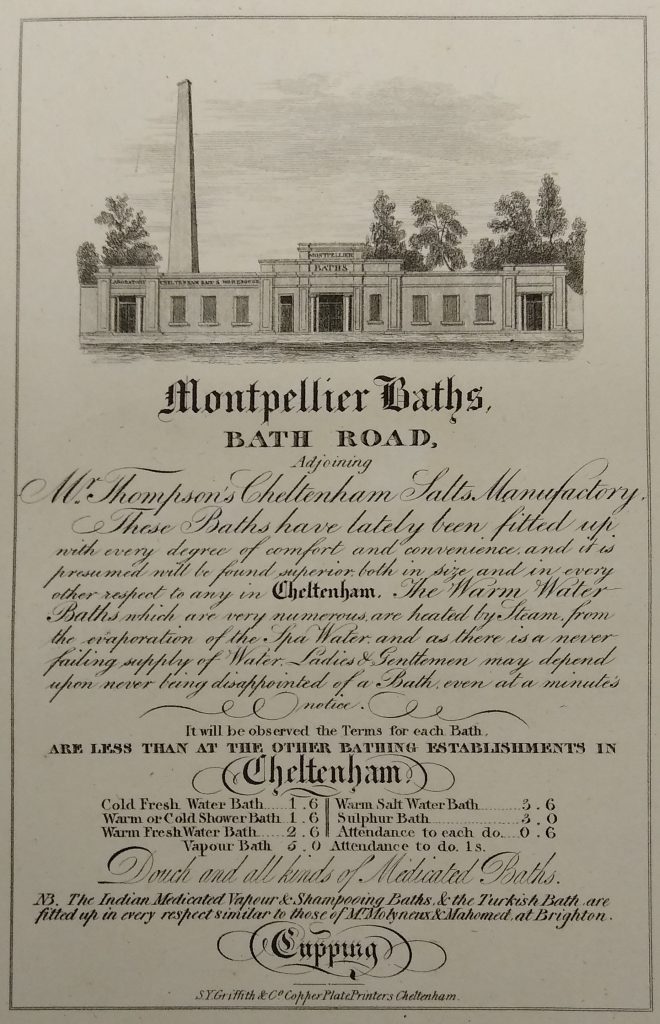 MONTPELLIER
BATHS
LABORATORY
CHELTENHAM SALTS WAREHOUSE
Montpellier Baths,
BATH ROAD,
Adjoining
Mr. Thompson's Cheltenham Salts Manufactory.
These Baths have lately been fitted up
with every degree of comfort and convenience, and it is
presumed will be found superior, both in size and in every
other respect to any in Cheltenham. The Warm Water
Baths which are very numerous, are heated by Steam, from
the evaporation of the Spa Water, and as there is a never
failing supply of Water, Ladies & Gentlemen may depend
upon never being disappointed of a Bath, even at a minute's
notice.
It will be observed the Terms for each Bath,
ARE LESS THAN AT THE OTHER BATHING ESTABLISHMENTS IN
Cheltenham
Cold Fresh Water Bath...... 1 . 6 Warm Salt Water Bath.......... 3 . 6
Warm or Cold Shower Bath 1 . 6 Sulphur Bath................. 3 . 0
Warm Fresh Water Bath...... 2 . 6 Attendance to each do.... 0 . 6
Vapour Bath 5 . 0 Attendance to do. 1s.
Douch and all kinds of Medicated Baths.
NB. The Indian Medicated Vapour & Shampooing Baths, & the Turkish Bath are
fitted up in every respect similar to those of Mr. Molyneux & Mahomed, at Brighton.
Cupping
S.Y. Griffith & Co. Copper Plate Printers Cheltenham.